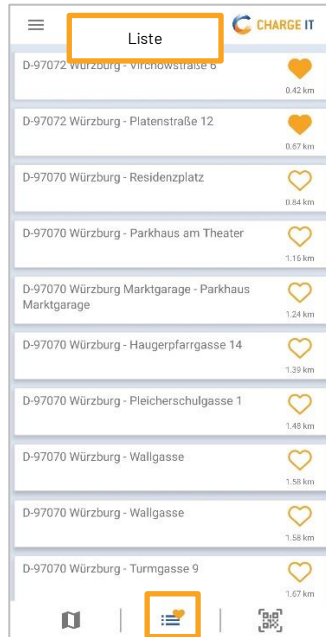 Liste
CHARGE IT
D-97072 Würzburg - Virchowstraße 6
0.42 km
D-97072 Würzburg - Platenstraße 12
0.67 km
D-97070 Würzburg - Residenzplatz
0.84 km
D-97070 Würzburg - Parkhaus am Theater
1.16 km
D-97070 Würzburg Marktgarage - Parkhaus
Marktgarage
1.24 km
D-97070 Würzburg - Haugerpfarrgasse 14
1.39 km
D-97070 Würzburg - Pleicherschulgasse 1
1.48 km
D-97070 Würzburg - Wallgasse
1.58 km
D-97070 Würzburg - Wallgasse
1.58 km
D-97070 Würzburg - Turmgasse 9
1.67 km